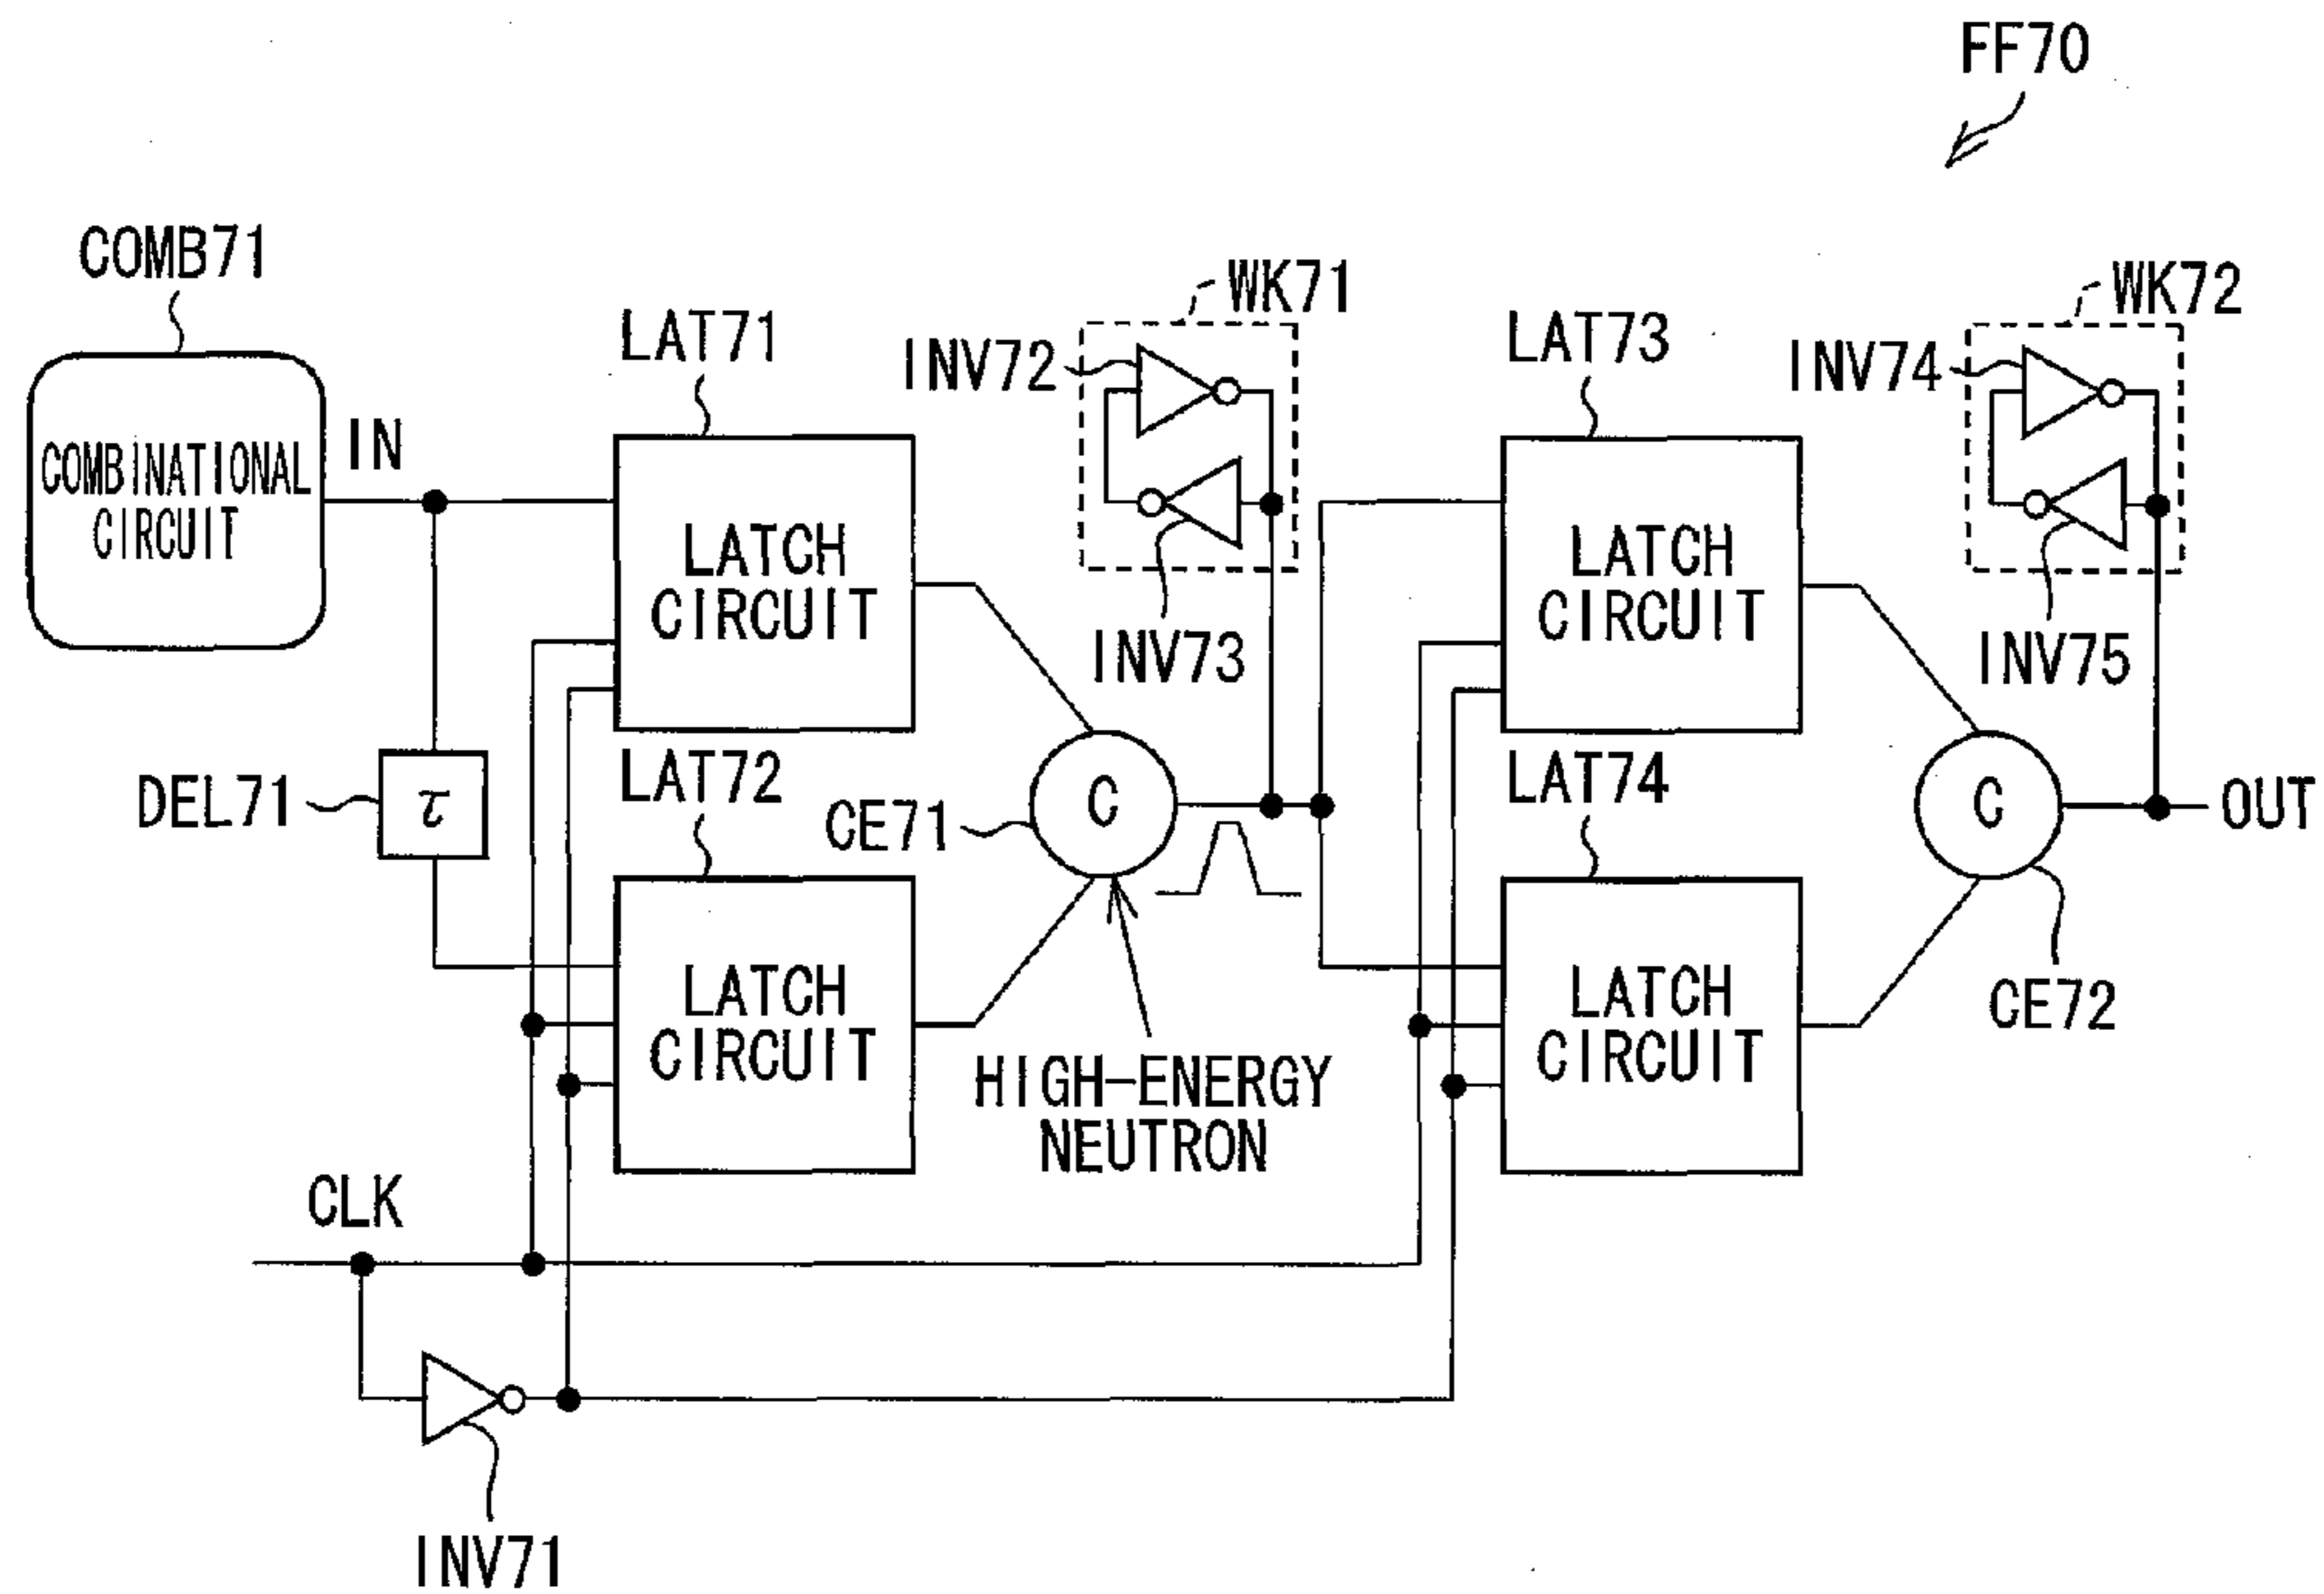 FF70
COMB71
COMBINATIONAL
CIRCUIT
IN
LAT71
LATCH
CIRCUIT
INV72
WK71
INV73
LAT73
LATCH
CIRCUIT
INV74
WK72
INV75
DEL71
τ
LAT72
LATCH
CIRCUIT
CE71
C
HIGH-ENERGY
NEUTRON
LAT74
LATCH
CIRCUIT
C
CE72
OUT
CLK
INV71